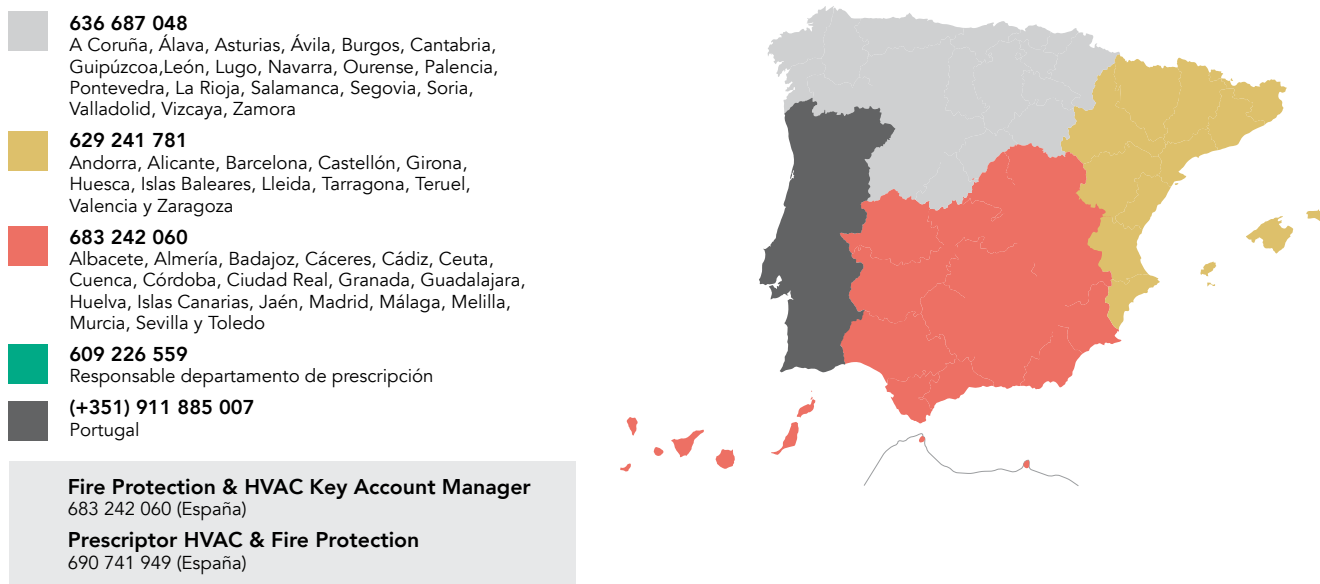 636 687 048
A Coruña, Álava, Asturias, Ávila, Burgos, Cantabria,
Guipúzcoa,León, Lugo, Navarra, Ourense, Palencia,
Pontevedra, La Rioja, Salamanca, Segovia, Soria,
Valladolid, Vizcaya, Zamora
629 241 781
Andorra, Alicante, Barcelona, Castellón, Girona,
Huesca, Islas Baleares, Lleida, Tarragona, Teruel,
Valencia y Zaragoza
683 242 060
Albacete, Almería, Badajoz, Cáceres, Cádiz, Ceuta,
Cuenca, Córdoba, Ciudad Real, Granada, Guadalajara,
Huelva, Islas Canarias, Jaén, Madrid, Málaga, Melilla,
Murcia, Sevilla y Toledo
609 226 559
Responsable departamento de prescripción
(+351) 911 885 007
Portugal
Fire Protection & HVAC Key Account Manager
683 242 060 (España)
Prescriptor HVAC & Fire Protection
690 741 949 (España)